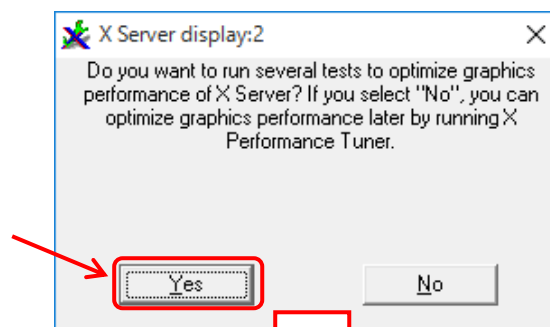 X Server display:2
Do you want to run several tests to optimize graphics
performance of X Server? If you select "No", you can
optimize graphics performance later by running X
Performance Tuner.
Yes
No